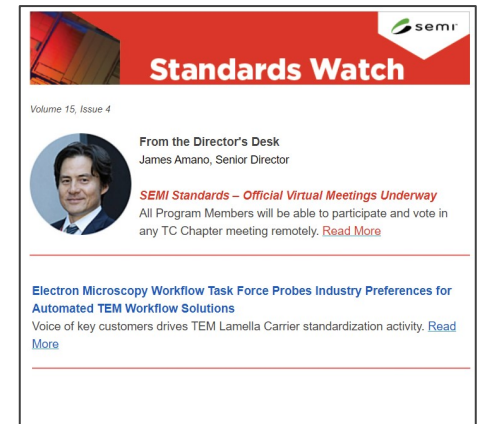 semi
Standards Watch
Volume 15, Issue 4
From the Director's Desk
James Amano, Senior Director
SEMI Standards – Official Virtual Meetings Underway
All Program Members will be able to participate and vote in
any TC Chapter meeting remotely. Read More
Electron Microscopy Workflow Task Force Probes Industry Preferences for
Automated TEM Workflow Solutions
Voice of key customers drives TEM Lamella Carrier standardization activity. Read
More